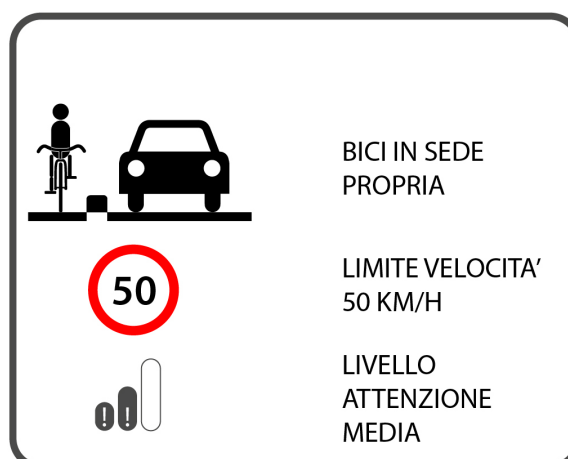 BICI IN SEDE
PROPRIA
50
LIMITE VELOCITA’
50 KM/H
! !
LIVELLO
ATTENZIONE
MEDIA